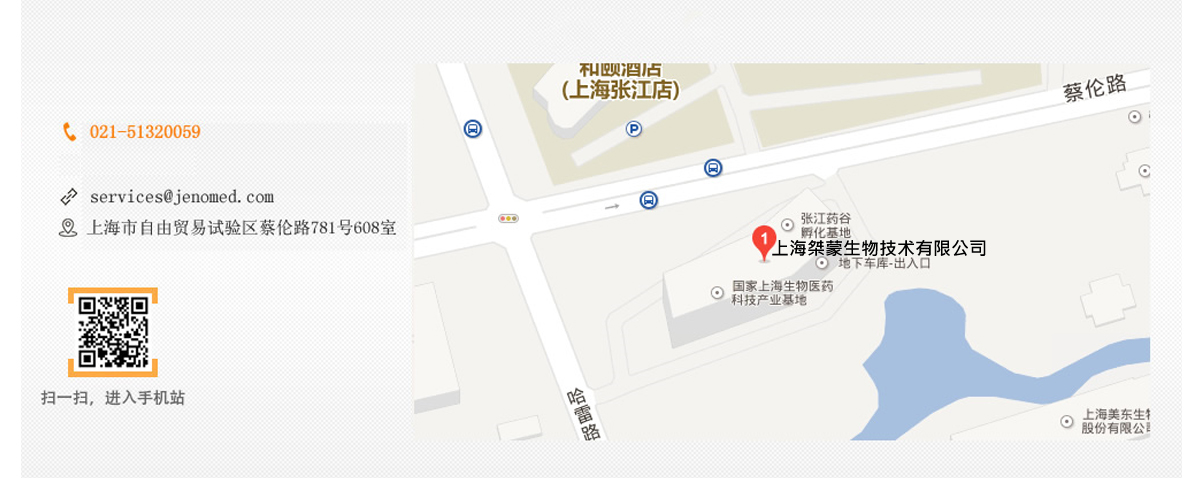 和颐酒店
(上海张江店)
蔡伦路
021-51320059
P
services@jenomed.com
上海市自由贸易试验区蔡伦路781号608室
张江药谷
孵化基地
1
上海桀蒙生物技术有限公司
地下车库-出入口
国家上海生物医药
科技产业基地
扫一扫，进入手机站
哈雷路
上海美东生物
股份有限公司